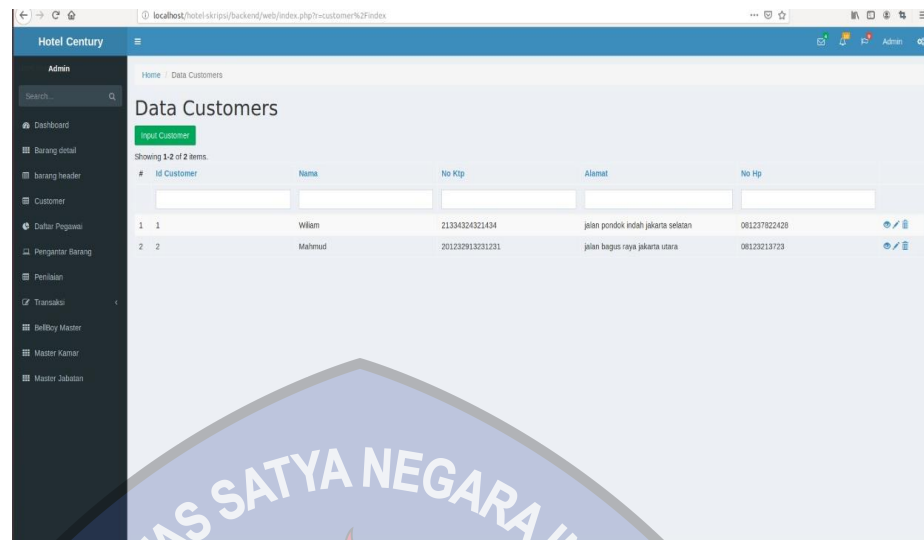 localhost/hotel-skripsi/backend/web/index.php?r=customer%2Findex
Hotel Century
Admin
Admin
Home / Data Customers
Search...
Data Customers
Dashboard
Input Customer
Barang detail
Showing 1-2 of 2 items.
barang header
# Id Customer Nama No Ktp Alamat No Hp
Customer
Daftar Pegawai
1 1 Wiliam 21334324321434 jalan pondok indah jakarta selatan 081237822428
2 2 Mahmud 201232913231231 jalan bagus raya jakarta utara 08123213723
Pengantar Barang
Penilaian
Transaksi
BellBoy Master
Master Kamar
Master Jabatan
AS SATYA NEGARA